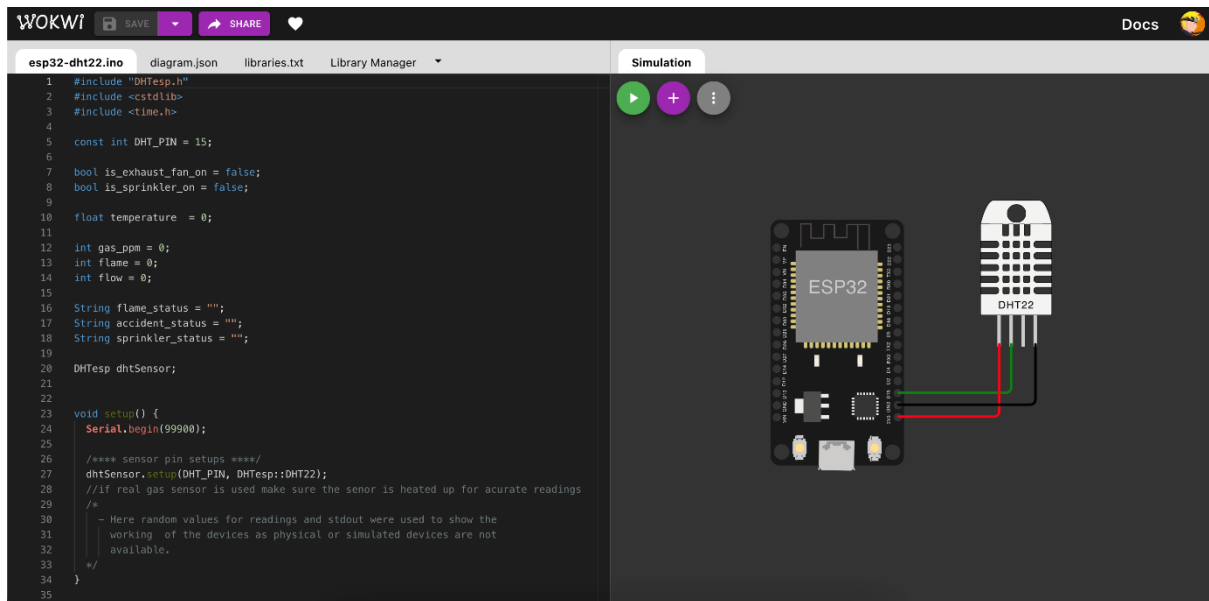 WOKWi SAVE SHARE Docs
esp32-dht22.ino diagram.json libraries.txt Library Manager Simulation
1 #include "DHTesp.h"
2 #include <cstdlib>
3 #include <time.h>
4
5 const int DHT_PIN = 15;
6
7 bool is_exhaust_fan_on = false;
8 bool is_sprinkler_on = false;
9
10 float temperature  = 0;
11
12 int gas_ppm = 0;
13 int flame = 0;
14 int flow = 0;
15
16 String flame_status = "";
17 String accident_status = "";
18 String sprinkler_status = "";
19
20 DHTesp dhtSensor;
21
22
23 void setup() {
24 Serial.begin(99900);
25
26 /**** sensor pin setups ****/
27 dhtSensor.setup(DHT_PIN, DHTesp::DHT22);
28 //if real gas sensor is used make sure the senor is heated up for acurate readings
29 /*
30 - Here random values for readings and stdout were used to show the
31 working  of the devices as physical or simulated devices are not
32 available.
33 */
34 }
35
ESP32
DHT22